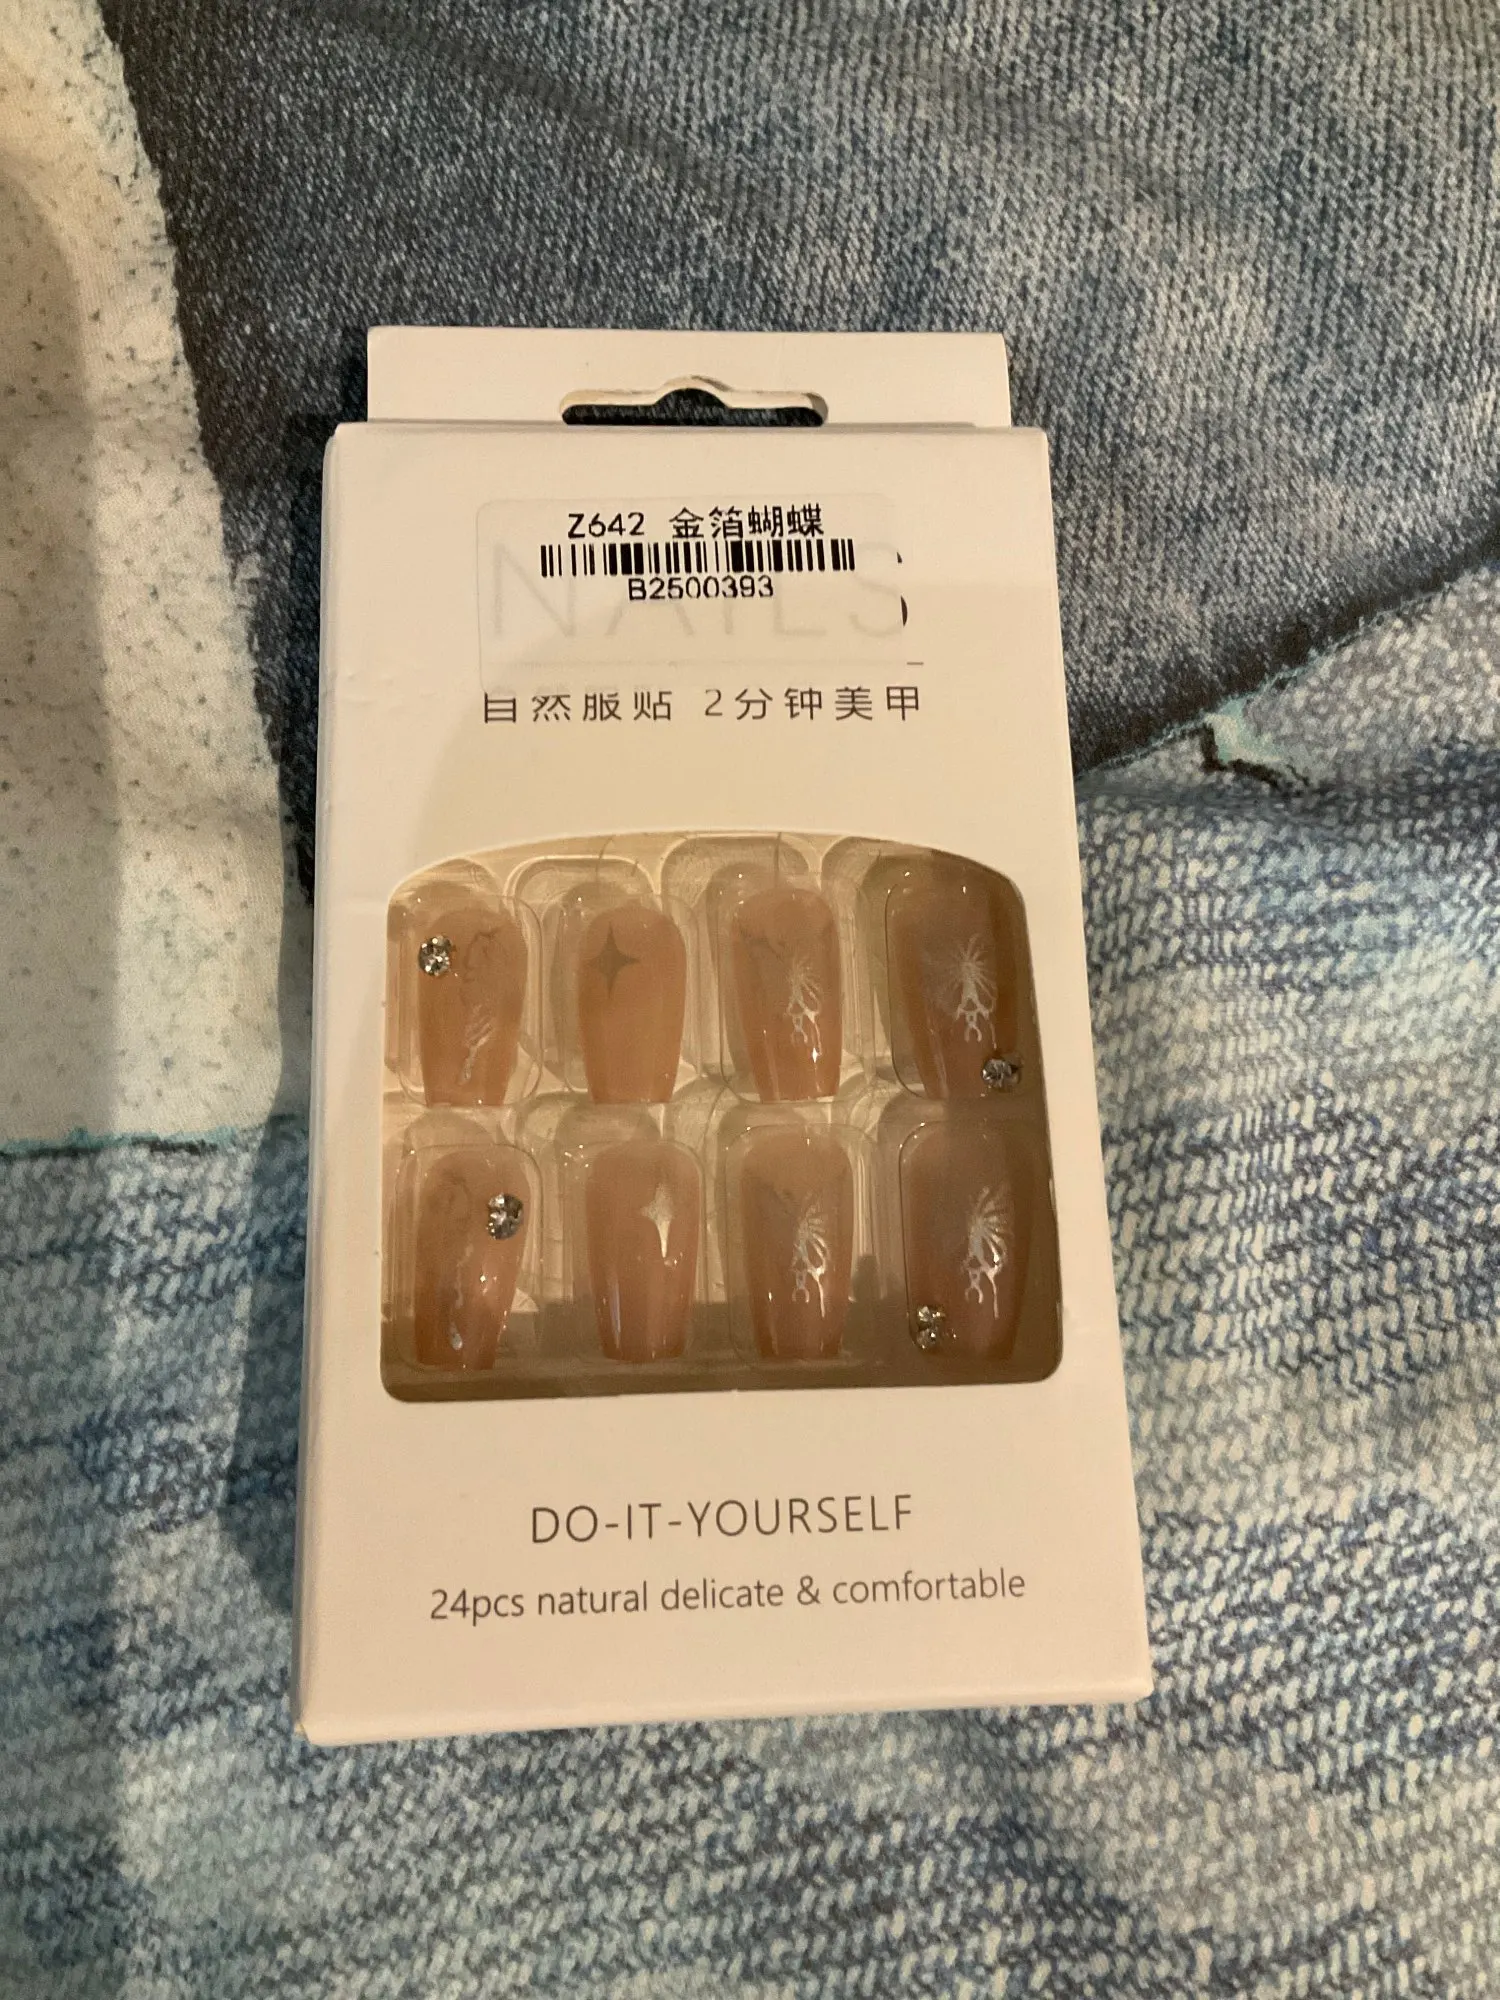 Z642 金箔蝴蝶
B2500393
NAILS
自然服贴 2分钟美甲
DO-IT-YOURSELF
24pcs natural delicate & comfortable